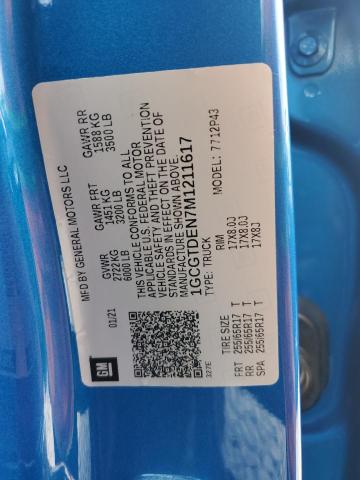 MFD BY GENERAL MOTORS LLC
01/21
GVWR
2722 KG
6000 LB
GAWR FRT
1451 KG
3200 LB
GAWR RR
1588 KG
3500 LB
THIS VEHICLE CONFORMS TO ALL
APPLICABLE U.S. FEDERAL MOTOR
VEHICLE SAFETY AND THEFT PREVENTION
STANDARDS IN EFFECT ON THE DATE OF
MANUFACTURE SHOWN ABOVE.
1GCGTDEN7M1211617
TYPE: TRUCK
MODEL: 7712P43
GM
327E
TIRE SIZE
RIM
FRT 255/65R17 T 17X8.0J
RR 255/65R17 T 17X8.0J
SPA 255/65R17 T 17X8J